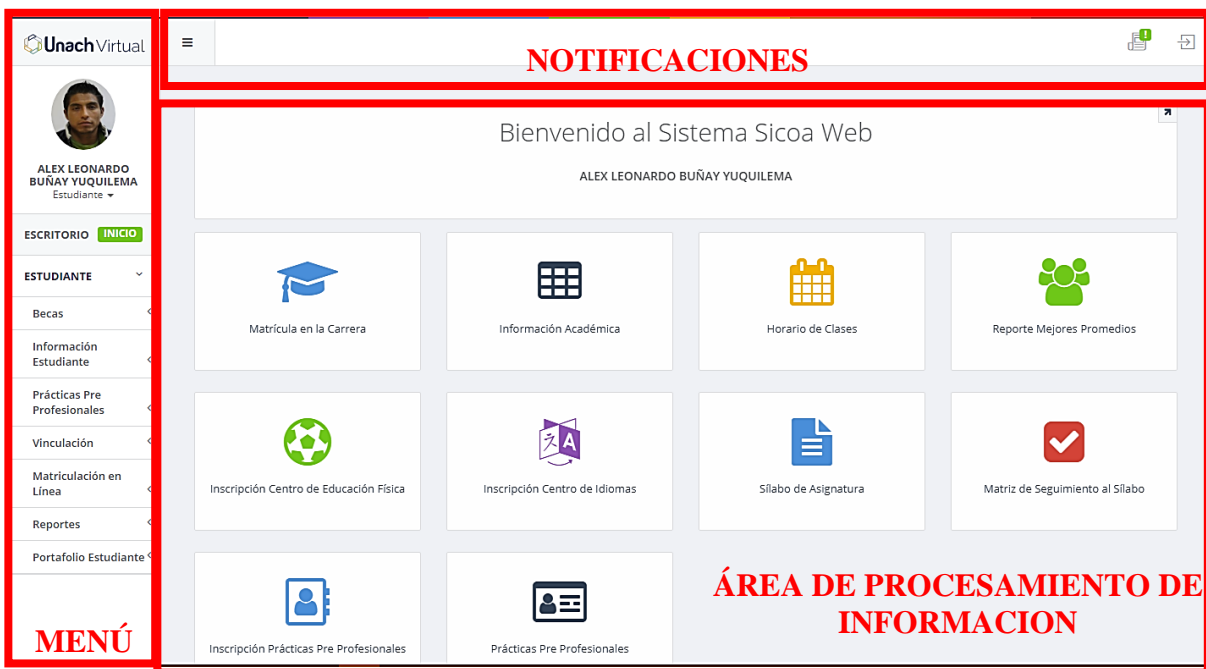 Unach Virtual
ALEX LEONARDO
BUÑAY YUQUILEMA
Estudiante
ESCRITORIO INICIO
ESTUDIANTE
Becas
Información
Estudiante
Prácticas Pre
Profesionales
Vinculación
Matriculación en
Línea
Reportes
Portafolio Estudiante
MENÚ
NOTIFICACIONES
Bienvenido al Sistema Sicoa Web
ALEX LEONARDO BUÑAY YUQUILEMA
Matrícula en la Carrera
Información Académica
Horario de Clases
Reporte Mejores Promedios
Inscripción Centro de Educación Física
A
Inscripción Centro de Idiomas
Sílabo de Asignatura
Matriz de Seguimiento al Sílabo
Inscripción Prácticas Pre Profesionales
Prácticas Pre Profesionales
ÁREA DE PROCESAMIENTO DE
INFORMACION